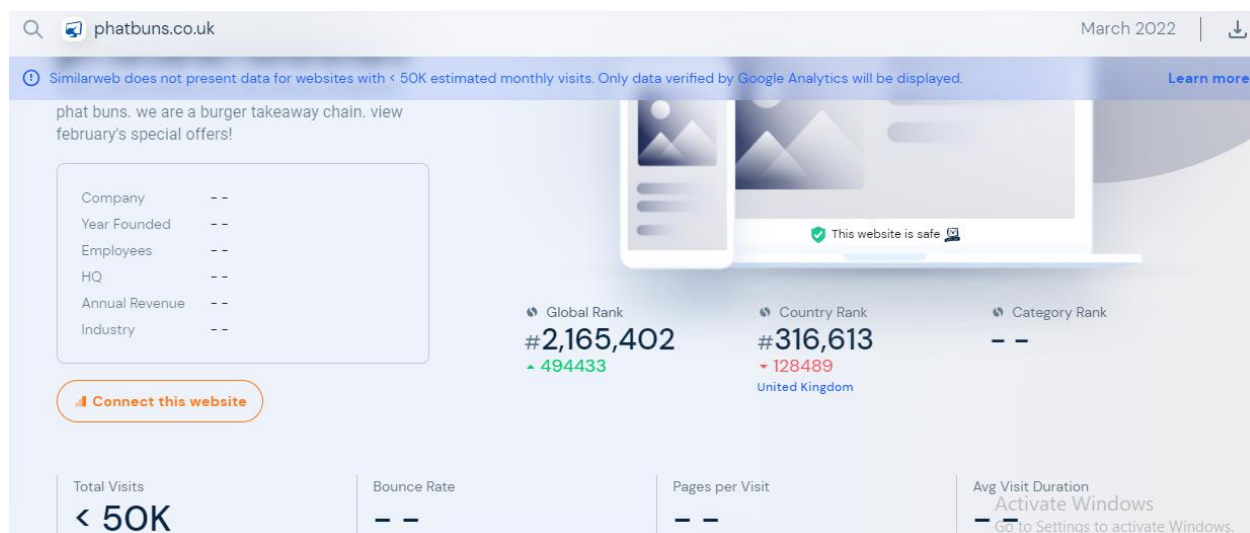 phatbuns.co.uk
March 2022
Similarweb does not present data for websites with < 50K estimated monthly visits. Only data verified by Google Analytics will be displayed.
Learn more
phat buns. we are a burger takeaway chain. view
february's special offers!
Company - -
Year Founded - -
Employees - -
HQ - -
Annual Revenue - -
Industry - -
Connect this website
This website is safe
Global Rank
#2,165,402
494433
Country Rank
#316,613
128489
United Kingdom
Category Rank
- -
Total Visits
< 50K
Bounce Rate
- -
Pages per Visit
- -
Avg Visit Duration
- -
Activate Windows
Go to Settings to activate Windows.